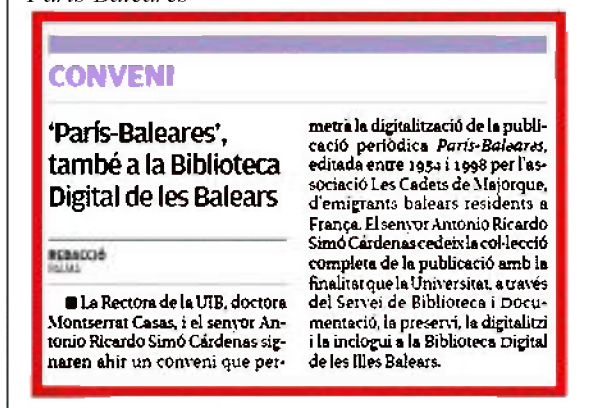 París-Baleares
CONVENI
‘París-Baleares’,
també a la Biblioteca
Digital de les Balears
REDACCIÓ
PALMA
■ La Rectora de la UIB, doctora
Montserrat Casas, i el senyor An-
tonio Ricardo Simó Cárdenas sig-
naren ahir un conveni que per-
metrà la digitalització de la publi-
cació periòdica París-Baleares,
editada entre 1954 i 1998 per l'as-
sociació Les Cadets de Majorque,
d'emigrants balears residents a
França. El senyor Antonio Ricardo
Simó Cárdenas cedeix la col·lecció
completa de la publicació amb la
finalitat que la Universitat, a través
del Servei de Biblioteca i Docu-
mentació, la preservi, la digitalitzi
i la inclogui a la Biblioteca Digital
de les Illes Balears.